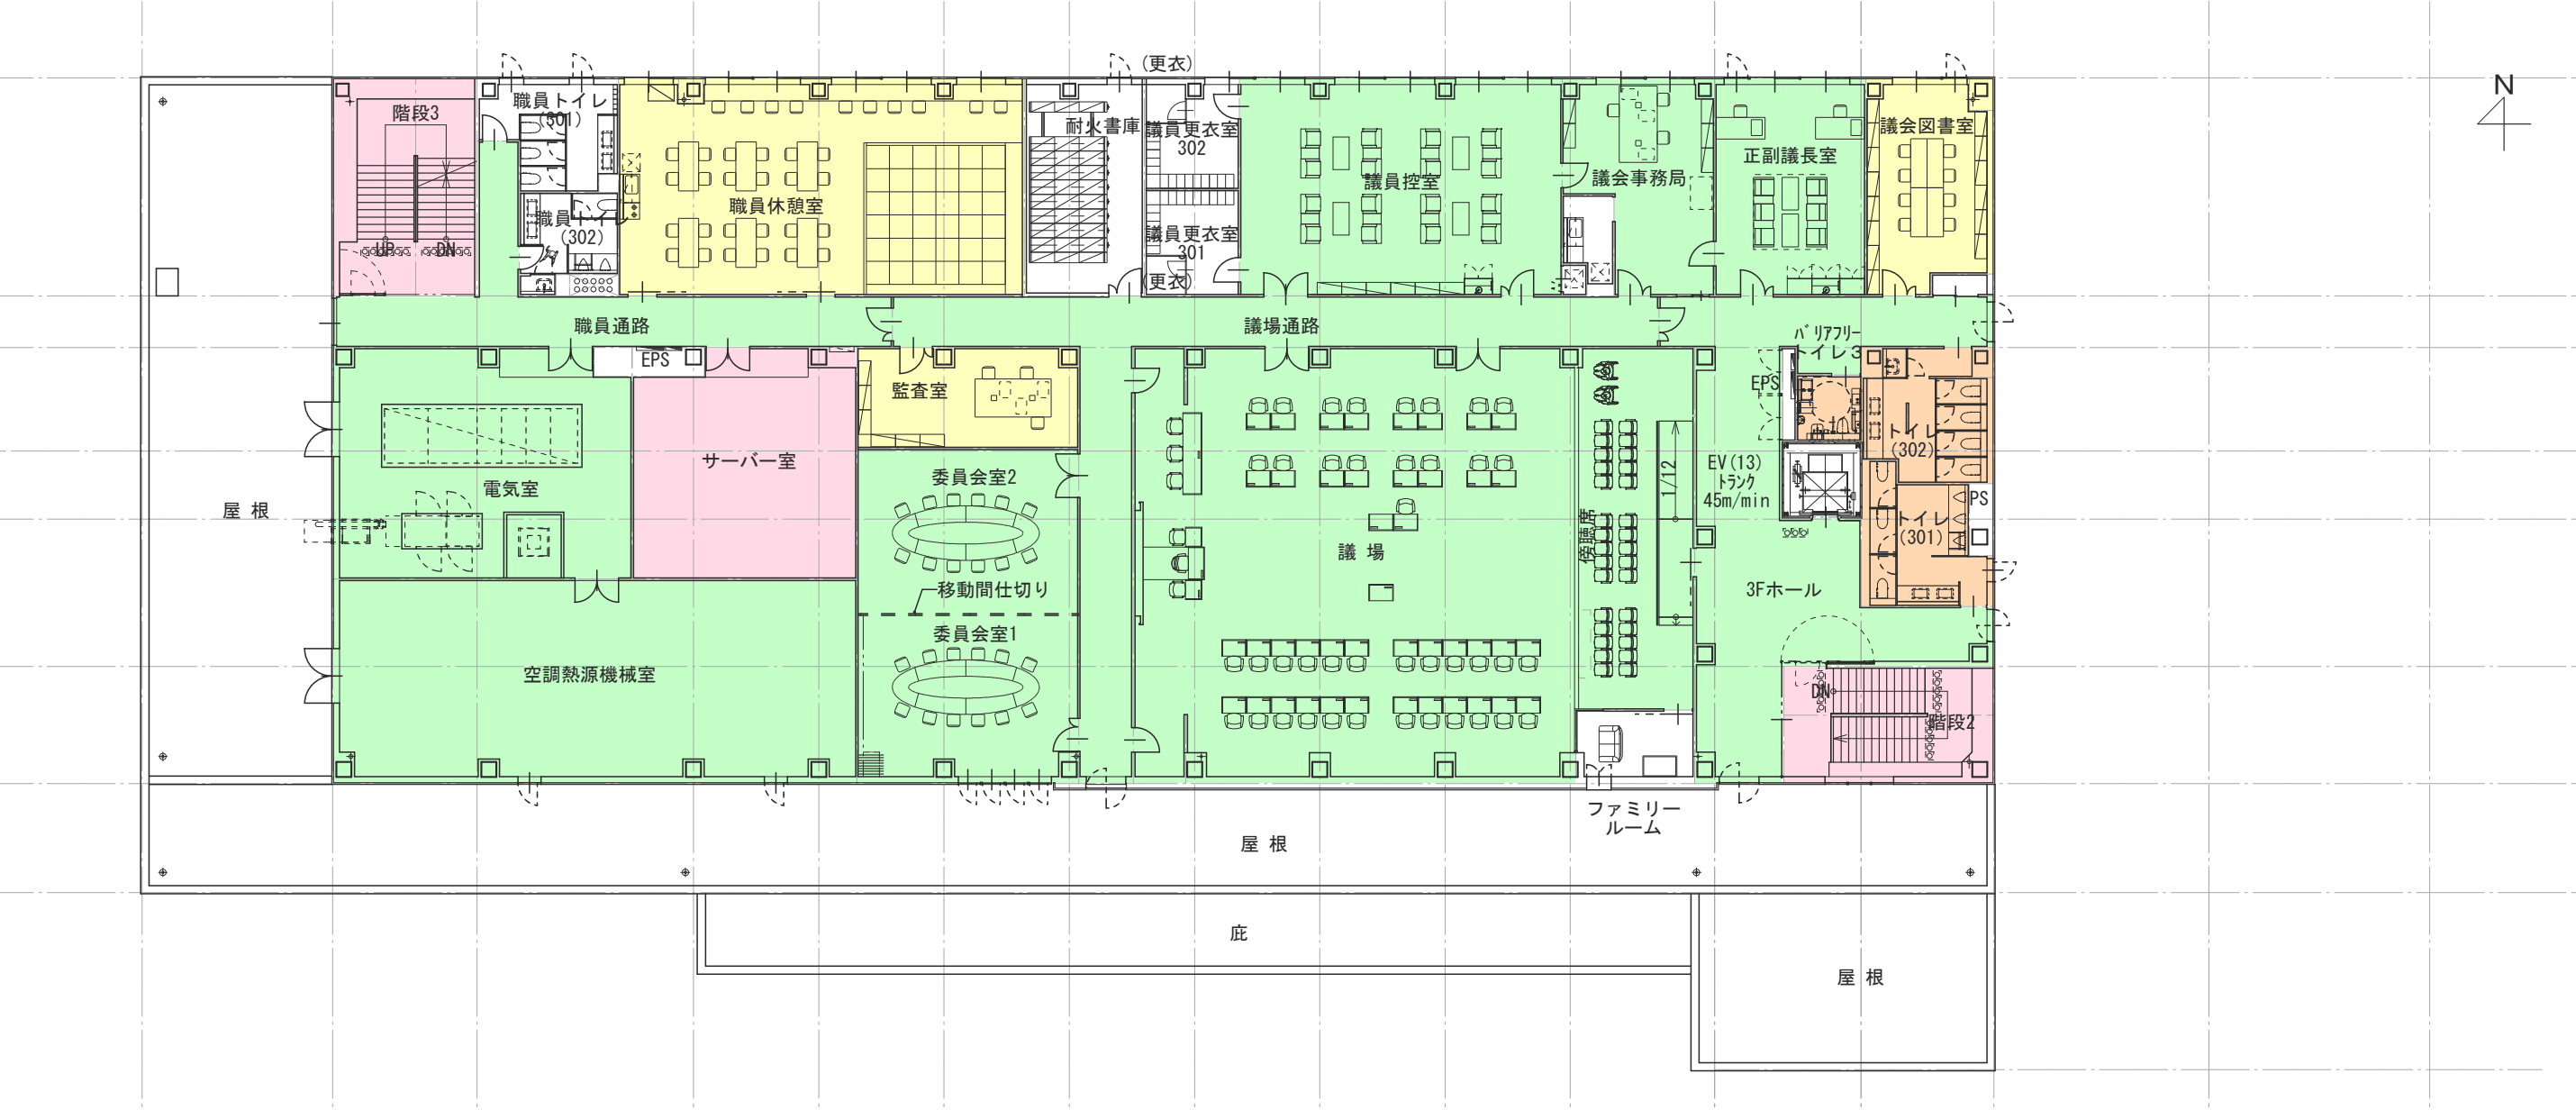 (更衣)
N
職員トイレ
(301)
階段3
耐火書庫
議員更衣室
302
議会図書室
正副議長室
議員控室
議会事務局
職員休憩室
職員トイレ
(302)
議員更衣室
301
UP
DN
(更衣)
職員通路
議場通路
バリアフリー
トイレ3
EPS
監査室
EPS
トイレ
(302)
サーバー室
電気室
委員会室2
1/12
EV(13)
トランク
45m/min
PS
屋 根
トイレ
(301)
傍聴席
議 場
移動間仕切り
3Fホール
委員会室1
空調熱源機械室
DN
階段2
ファミリー
ルーム
屋 根
庇
屋 根